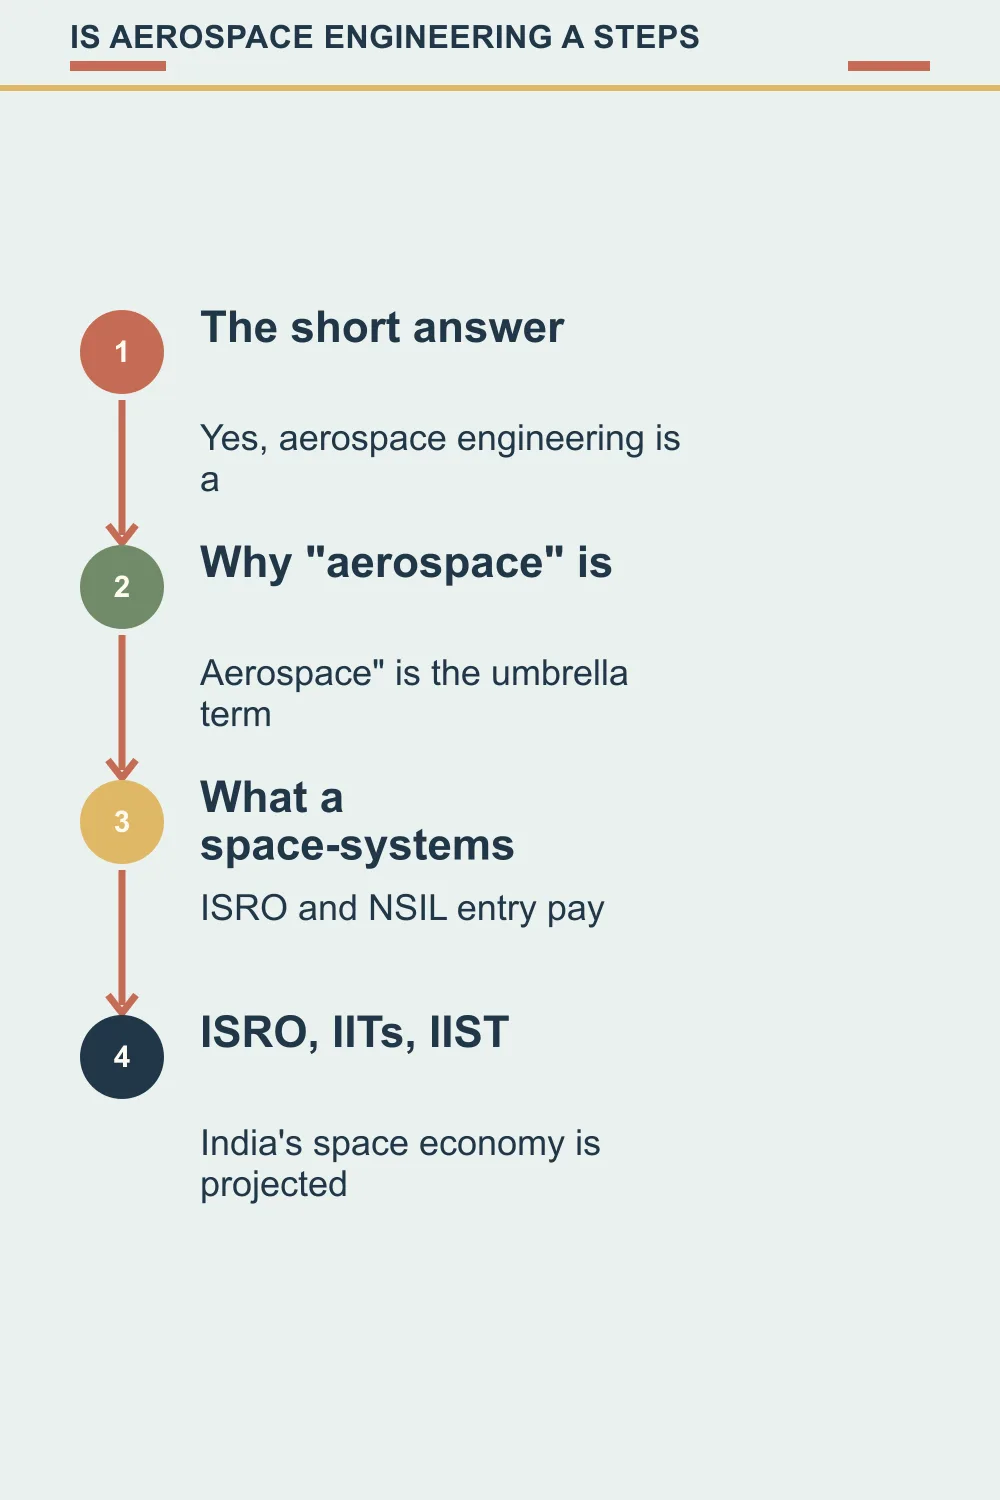 IS AEROSPACE ENGINEERING A STEPS
1
The short answer
Yes, aerospace engineering is
a
2
Why "aerospace" is
Aerospace" is the umbrella
term
3
What a
space-systems
ISRO and NSIL entry pay
4
ISRO, IITs, IIST
India's space economy is
projected